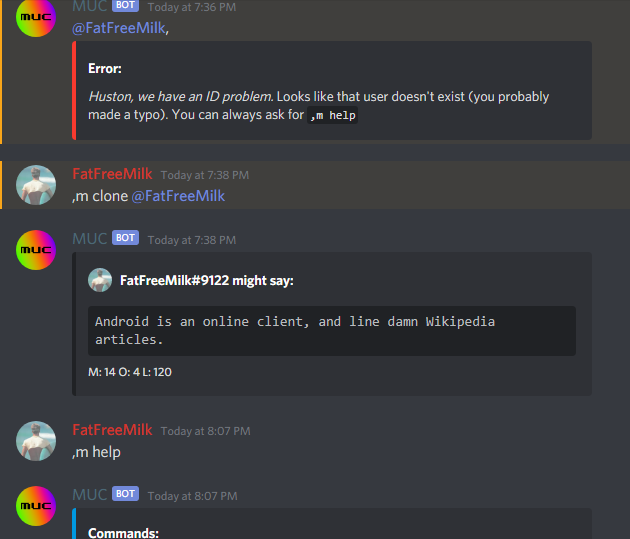 MUC BOT Today at 7:36 PM
@FatFreeMilk,
Error:
Huston, we have an ID problem. Looks like that user doesn't exist (you probably
made a typo). You can always ask for ,m help
FatFreeMilk Today at 7:38 PM
,m clone @FatFreeMilk
MUC
MUC BOT Today at 7:38 PM
FatFreeMilk#9122 might say:
Android is an online client, and line damn Wikipedia
articles.
M: 14 O: 4 L: 120
FatFreeMilk Today at 8:07 PM
,m help
MUC
MUC BOT Today at 8:07 PM
Commands: